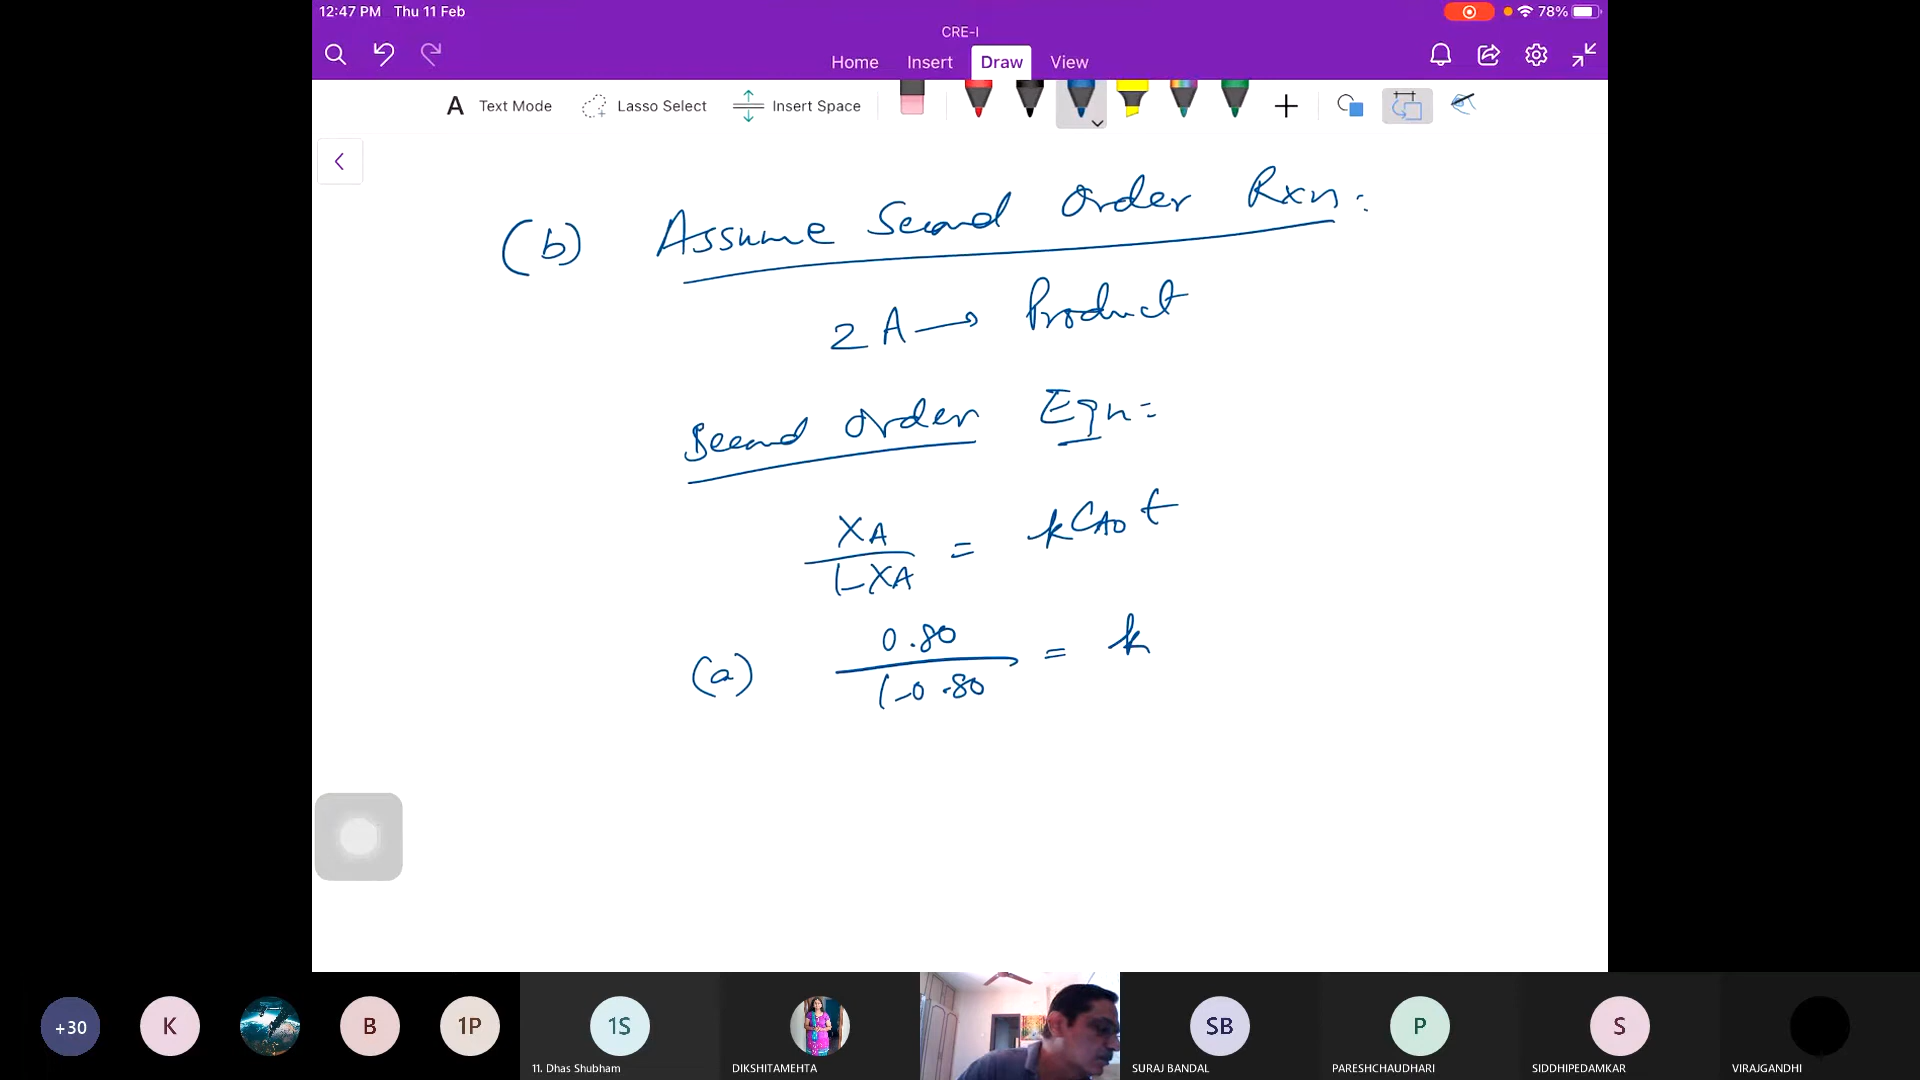 12:47 PM Thu 11 Feb
78%
CRE-I
Home Insert Draw View
A Text Mode Lasso Select Insert Space
(b) Assume Second Order Rxn:
2A → Product
Second Order Eqn=
XA
1-XA
= kCA0 t
(a)
0.80
1-0.80
= k
+30 K B 1P 1S SB P S
11. Dhas Shubham DIKSHITAMEHTA SURAJ BANDAL PARESHCHAUDHARI SIDDHIPEDAMKAR VIRAJGANDHI